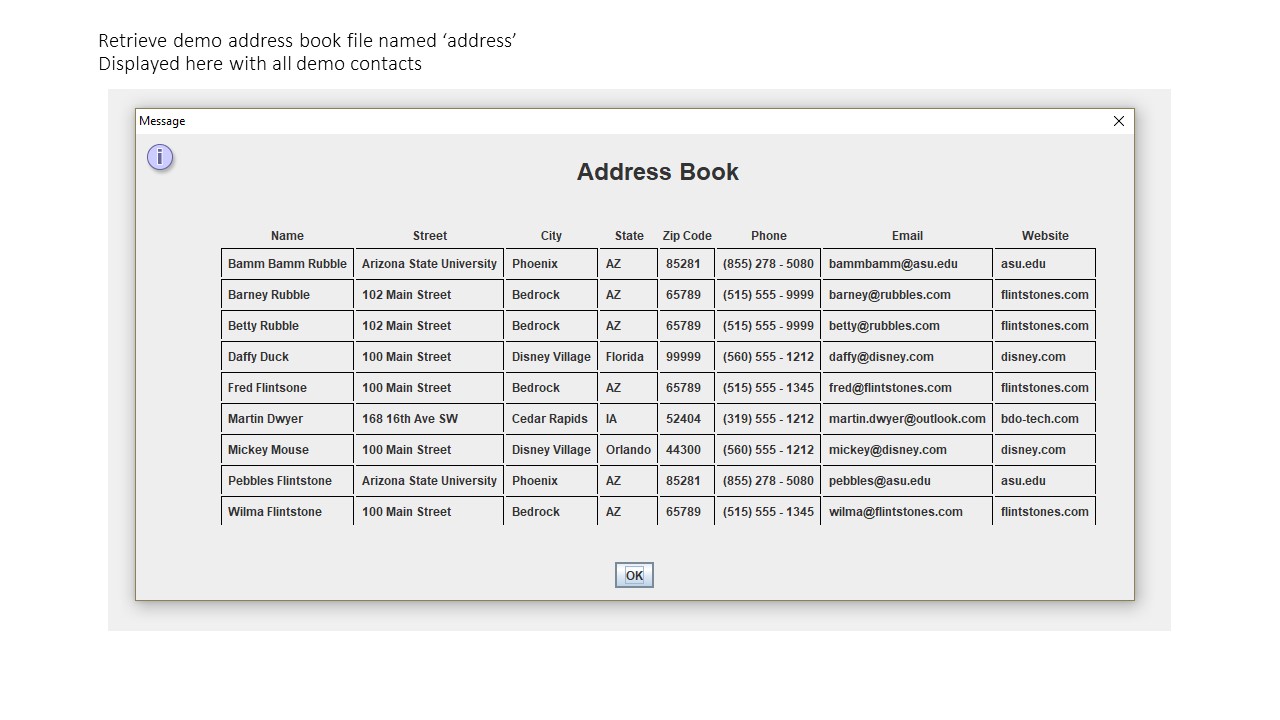 Retrieve demo address book file named ‘address’
Displayed here with all demo contacts
Message
i
Address Book
Name Street City State Zip Code Phone Email Website
Bamm Bamm Rubble Arizona State University Phoenix AZ 85281 (855) 278 - 5080 bammbamm@asu.edu asu.edu
Barney Rubble 102 Main Street Bedrock AZ 65789 (515) 555 - 9999 barney@rubbles.com flintstones.com
Betty Rubble 102 Main Street Bedrock AZ 65789 (515) 555 - 9999 betty@rubbles.com flintstones.com
Daffy Duck 100 Main Street Disney Village Florida 99999 (560) 555 - 1212 daffy@disney.com disney.com
Fred Flintsone 100 Main Street Bedrock AZ 65789 (515) 555 - 1345 fred@flintstones.com flintstones.com
Martin Dwyer 168 16th Ave SW Cedar Rapids IA 52404 (319) 555 - 1212 martin.dwyer@outlook.com bdo-tech.com
Mickey Mouse 100 Main Street Disney Village Orlando 44300 (560) 555 - 1212 mickey@disney.com disney.com
Pebbles Flintstone Arizona State University Phoenix AZ 85281 (855) 278 - 5080 pebbles@asu.edu asu.edu
Wilma Flintstone 100 Main Street Bedrock AZ 65789 (515) 555 - 1345 wilma@flintstones.com flintstones.com
OK